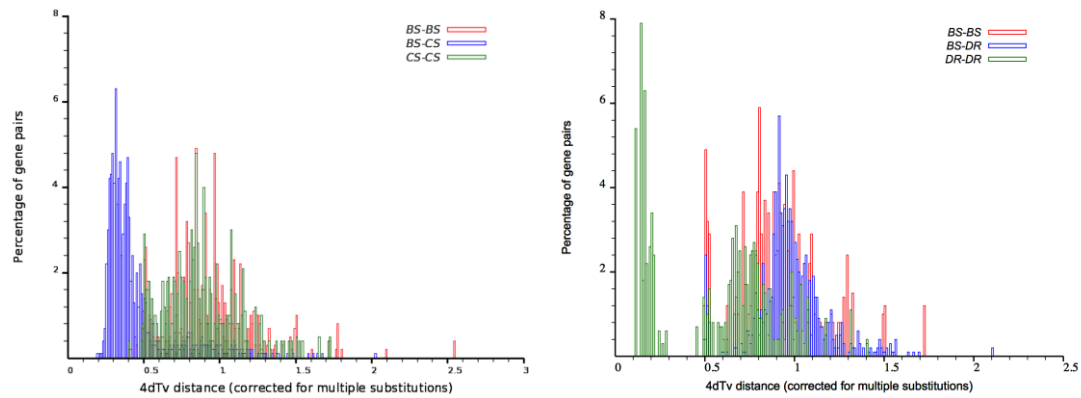 8
6
4
2
0
0.5
1
1.5
2
2.5
3
Percentage of gene pairs
4dTv distance (corrected for multiple substitutions)
BS-BS
BS-CS
CS-CS
8
6
4
2
0
0
0.5
1
1.5
2
2.5
Percentage of gene pairs
4dTv distance (corrected for multiple substitutions)
BS-BS
BS-DR
DR-DR